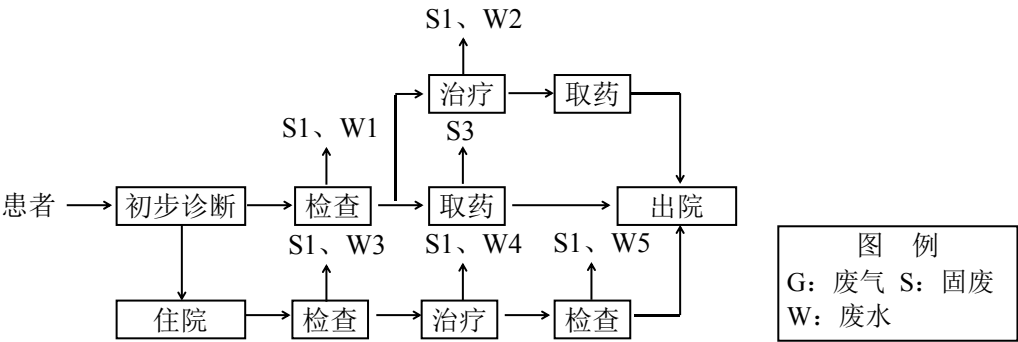 S1、W2
治疗
取药
S1、W1
S3
患者
初步诊断
检查
取药
出院
S1、W3
S1、W4
S1、W5
住院
检查
治疗
检查
图 例
G：废气 S：固废
W：废水